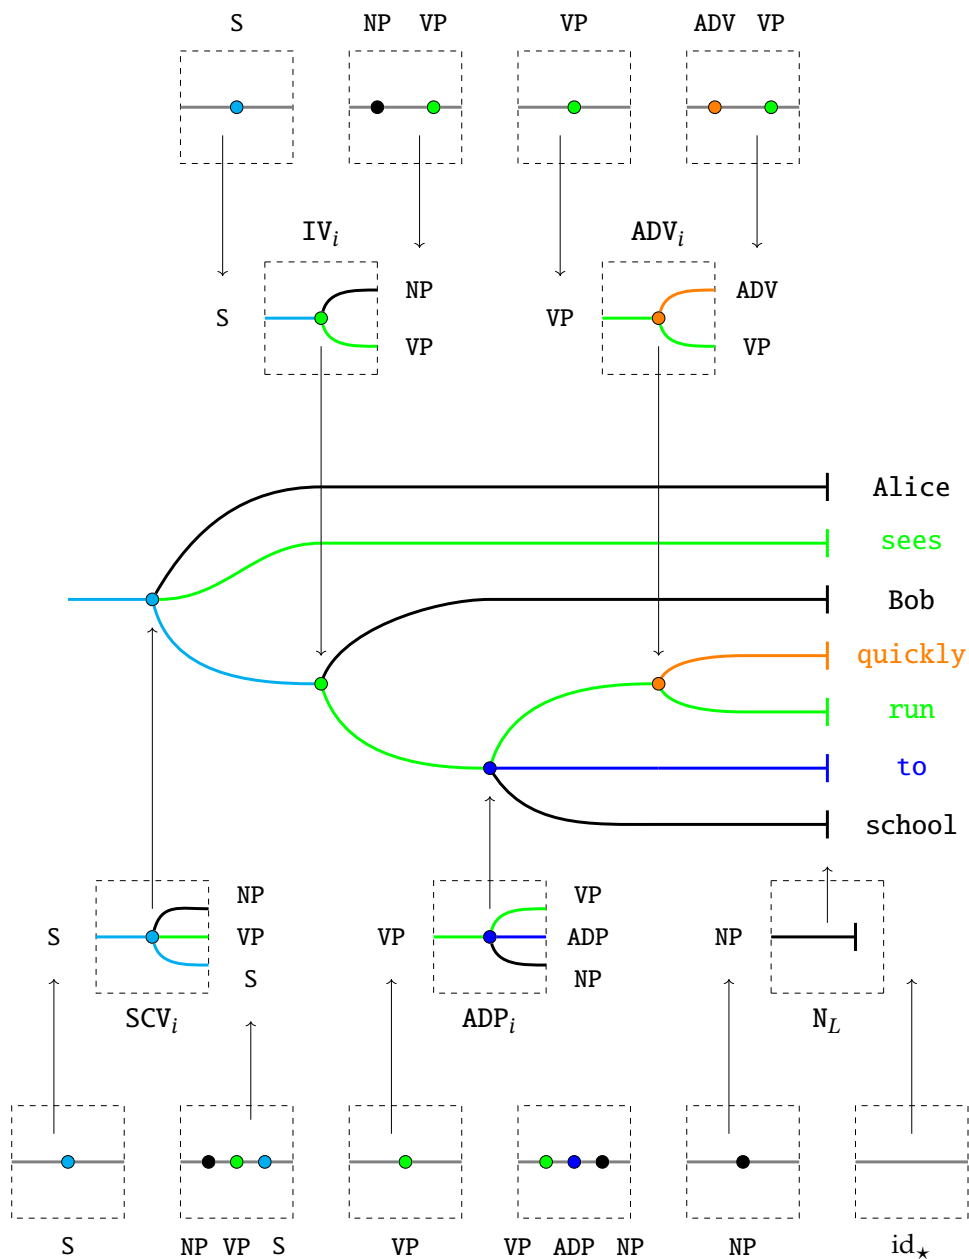 S NP VP VP ADV VP
IV_i ADV_i
NP ADV
S VP
VP VP
Alice
sees
Bob
quickly
run
to
school
NP VP
S VP VP ADP NP
S NP
SCV_i ADP_i N_L
S NP VP S VP VP ADP NP NP id_⋆